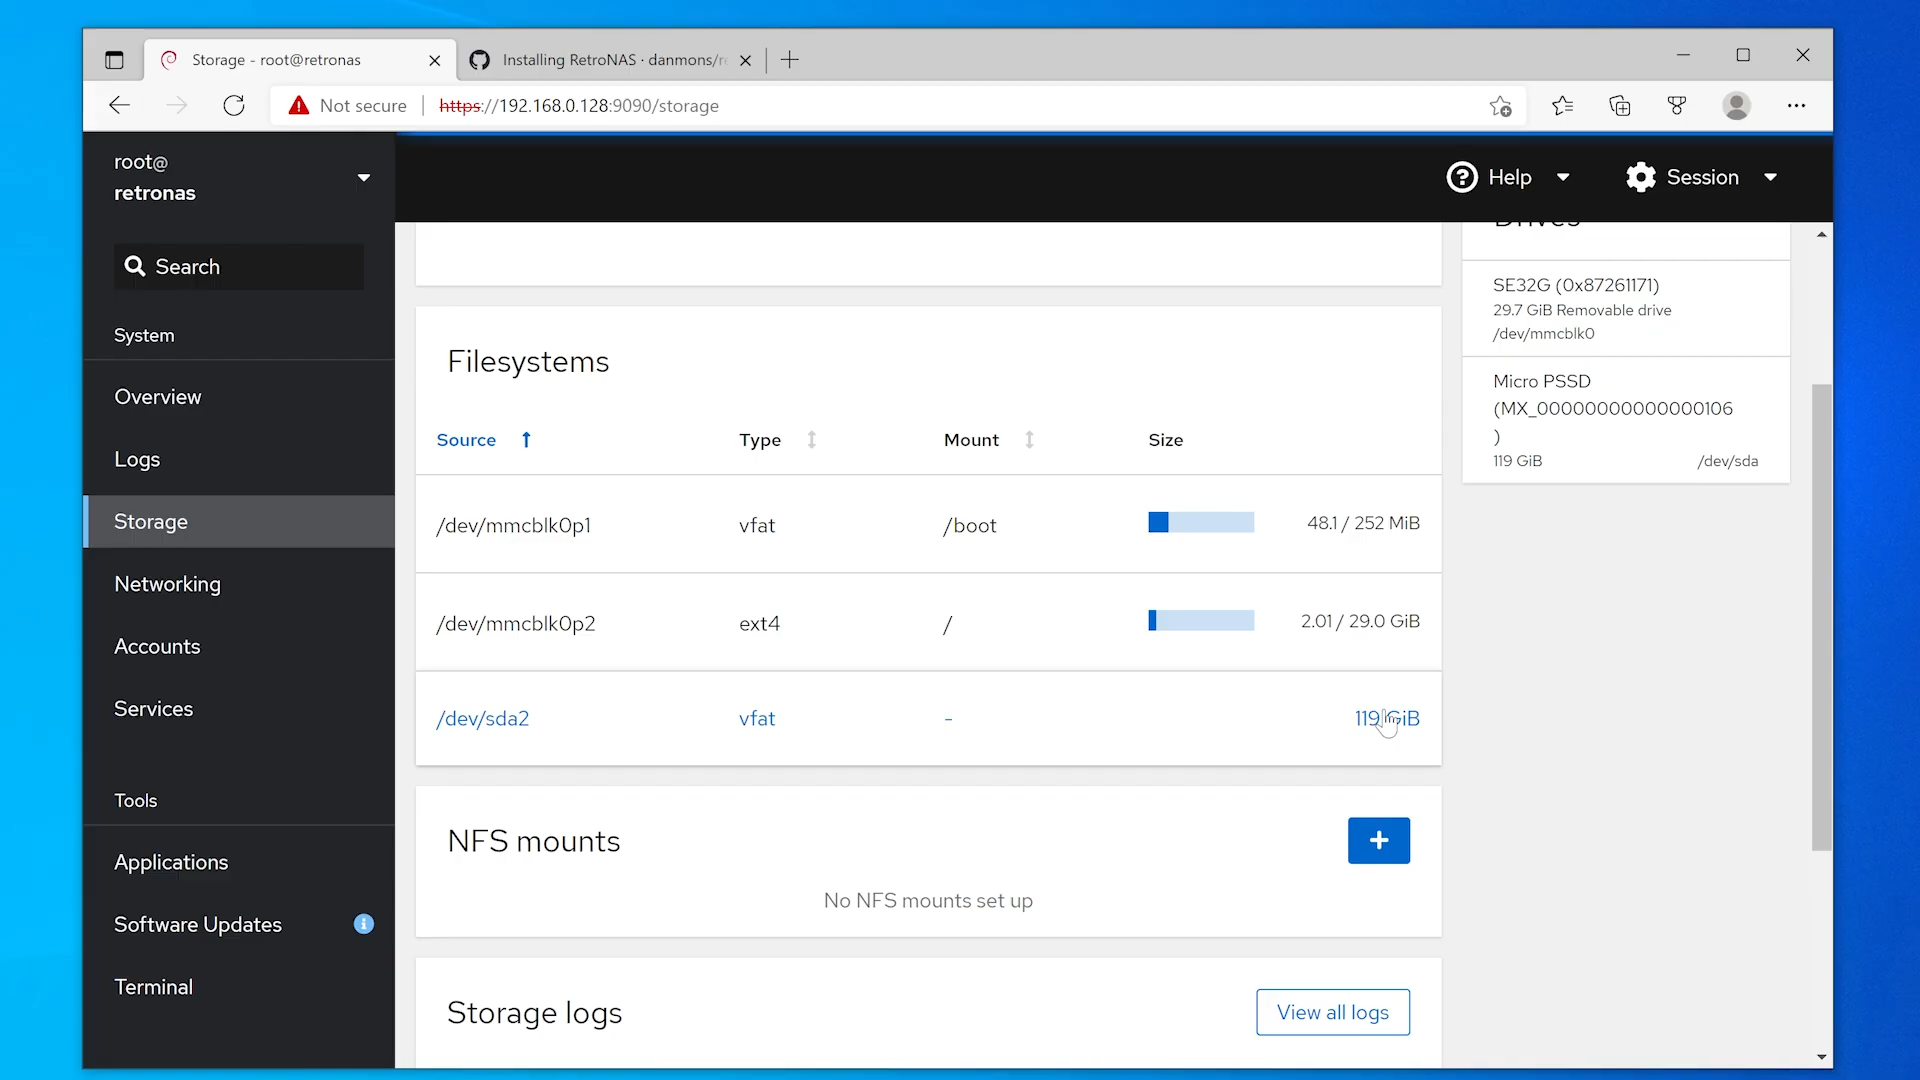 Storage - root@retronas
Installing RetroNAS · danmons/r
Not secure
https://192.168.0.128:9090/storage
root@
retronas
Help
Session
Search
System
Overview
Logs
Storage
Networking
Accounts
Services
Tools
Applications
Software Updates
Terminal
Filesystems
Source
Type
Mount
Size
/dev/mmcblk0p1
vfat
/boot
48.1 / 252 MiB
/dev/mmcblk0p2
ext4
/
2.01 / 29.0 GiB
/dev/sda2
vfat
-
119 GiB
NFS mounts
No NFS mounts set up
Storage logs
View all logs
Drives
SE32G (0x87261171)
29.7 GiB Removable drive
/dev/mmcblk0
Micro PSSD
(MX_00000000000000106
)
119 GiB
/dev/sda